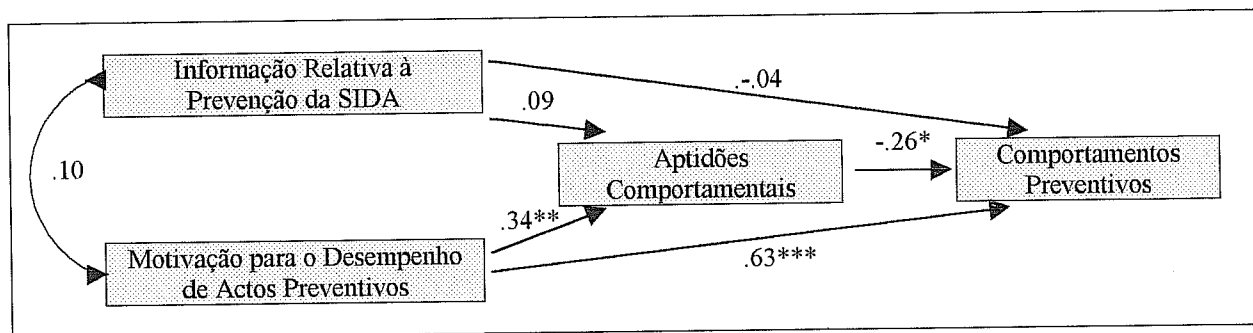 Informação Relativa à
Prevenção da SIDA
.-.04
.09
.10
Aptidões
Comportamentais
-.26*
Comportamentos
Preventivos
.34**
.63***
Motivação para o Desempenho
de Actos Preventivos